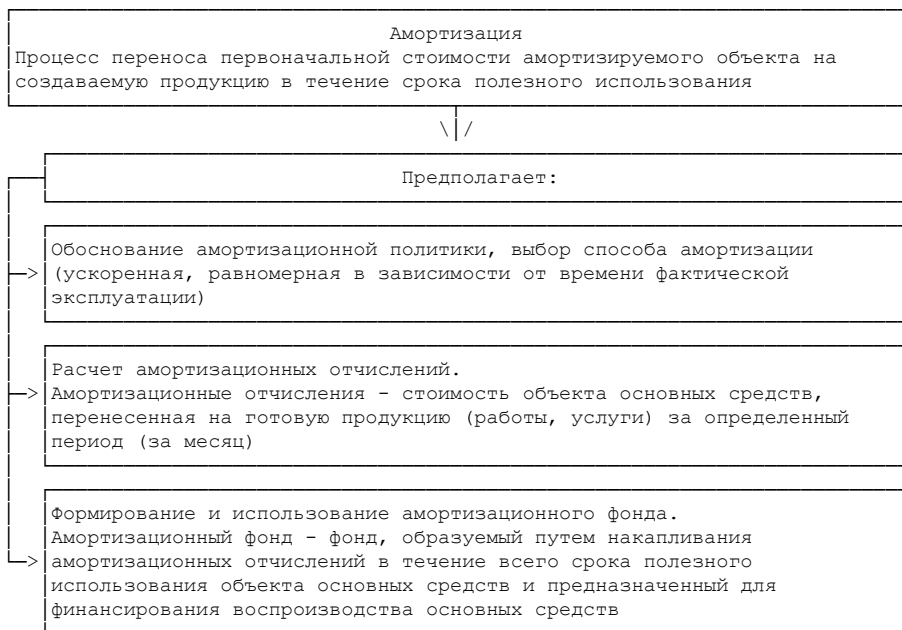 Амортизация
Процесс переноса первоначальной стоимости амортизируемого объекта на
создаваемую продукцию в течение срока полезного использования
Предполагает:
Обоснование амортизационной политики, выбор способа амортизации
(ускоренная, равномерная в зависимости от времени фактической
эксплуатации)
Расчет амортизационных отчислений.
Амортизационные отчисления - стоимость объекта основных средств,
перенесенная на готовую продукцию (работы, услуги) за определенный
период (за месяц)
Формирование и использование амортизационного фонда.
Амортизационный фонд - фонд, образуемый путем накапливания
амортизационных отчислений в течение всего срока полезного
использования объекта основных средств и предназначенный для
финансирования воспроизводства основных средств